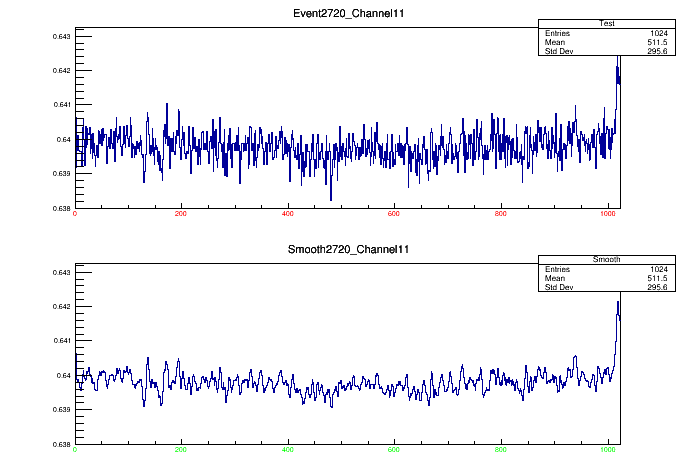 Event2720_Channel11
Test
Entries 1024
Mean 511.5
Std Dev 295.6
0.643
0.642
0.641
0.64
0.639
0.638
0 200 400 600 800 1000
Smooth2720_Channel11
Smooth
Entries 1024
Mean 511.5
Std Dev 295.6
0.643
0.642
0.641
0.64
0.639
0.638
0 200 400 600 800 1000